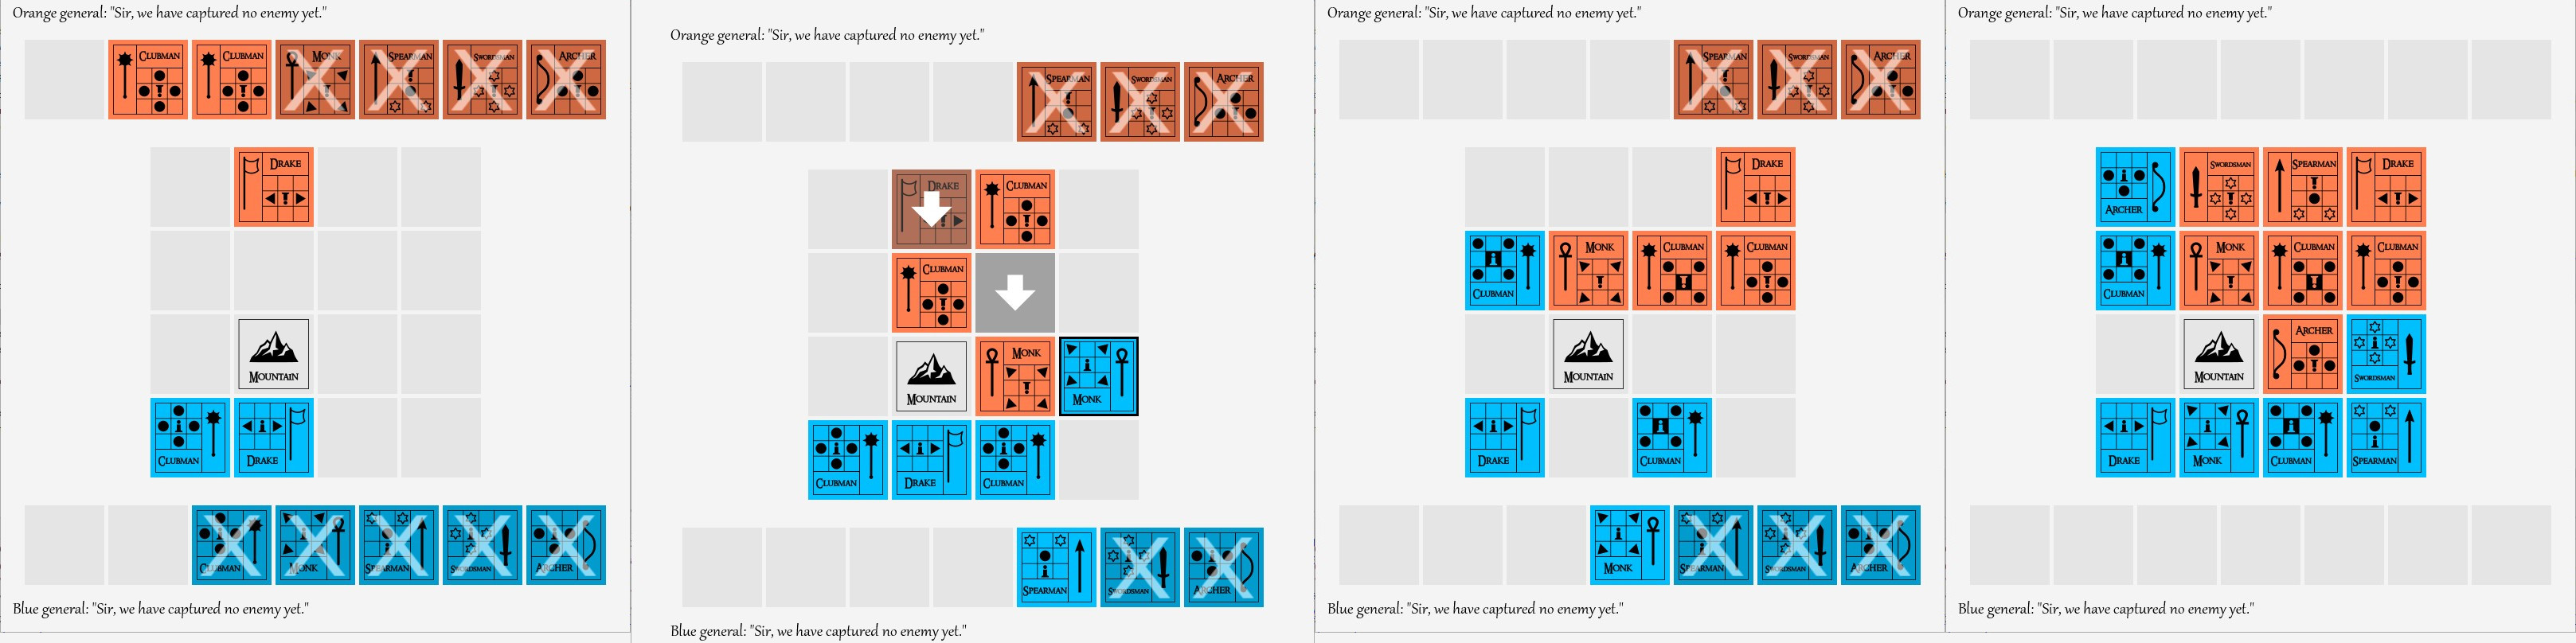 Orange general: "Sir, we have captured no enemy yet."
Clubman Clubman Monk Spearman Swordsman Archer
Drake
Mountain
Clubman Drake
Clubman Monk Spearman Swordsman Archer
Blue general: "Sir, we have captured no enemy yet."
Orange general: "Sir, we have captured no enemy yet."
Spearman Swordsman Archer
Drake Clubman
Clubman
Mountain Monk Monk
Clubman Drake Clubman
Spearman Swordsman Archer
Blue general: "Sir, we have captured no enemy yet."
Orange general: "Sir, we have captured no enemy yet."
Spearman Swordsman Archer
Drake
Clubman Monk Clubman Clubman
Mountain
Drake Clubman
Monk Spearman Swordsman Archer
Blue general: "Sir, we have captured no enemy yet."
Orange general: "Sir, we have captured no enemy yet."
Archer Swordsman Spearman Drake
Clubman Monk Clubman Clubman
Mountain Archer Swordsman
Drake Monk Clubman Spearman
Blue general: "Sir, we have captured no enemy yet."